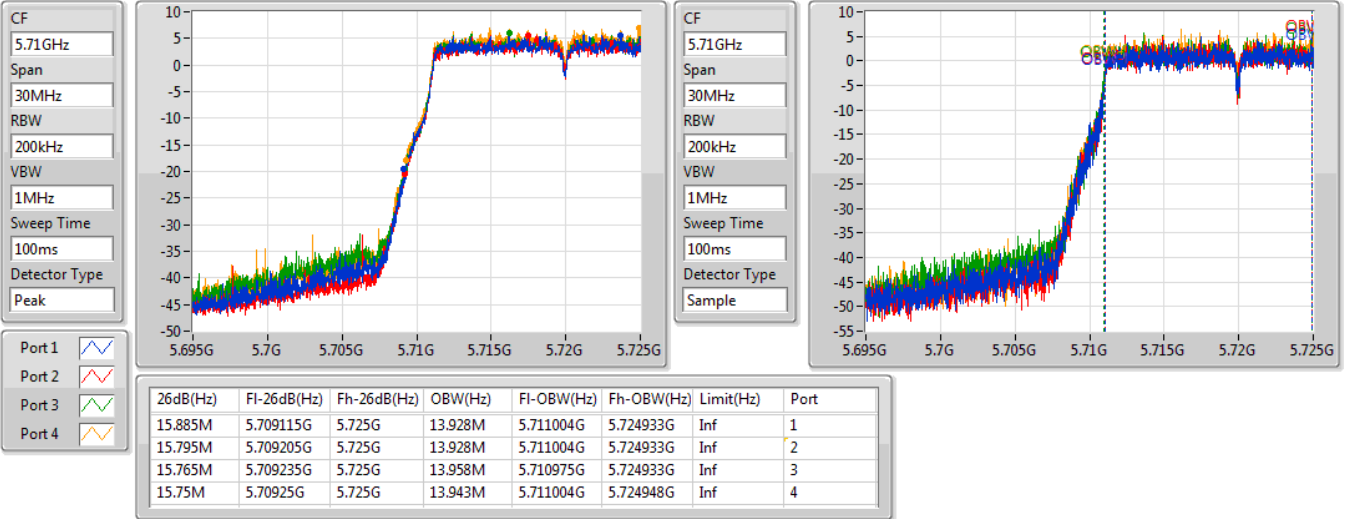 CF
5.71GHz
Span
30MHz
RBW
200kHz
VBW
1MHz
Sweep Time
100ms
Detector Type
Peak
10
5
0
-5
-10
-15
-20
-25
-30
-35
-40
-45
-50
5.695G 5.7G 5.705G 5.71G 5.715G 5.72G 5.725G
CF
5.71GHz
Span
30MHz
RBW
200kHz
VBW
1MHz
Sweep Time
100ms
Detector Type
Sample
10
5
0
-5
-10
-15
-20
-25
-30
-35
-40
-45
-50
-55
5.695G 5.7G 5.705G 5.71G 5.715G 5.72G 5.725G
Port 1
Port 2
Port 3
Port 4
26dB(Hz) Fl-26dB(Hz) Fh-26dB(Hz) OBW(Hz) Fl-OBW(Hz) Fh-OBW(Hz) Limit(Hz) Port
15.885M 5.709115G 5.725G 13.928M 5.711004G 5.724933G Inf 1
15.795M 5.709205G 5.725G 13.928M 5.711004G 5.724933G Inf 2
15.765M 5.709235G 5.725G 13.958M 5.710975G 5.724933G Inf 3
15.75M 5.70925G 5.725G 13.943M 5.711004G 5.724948G Inf 4